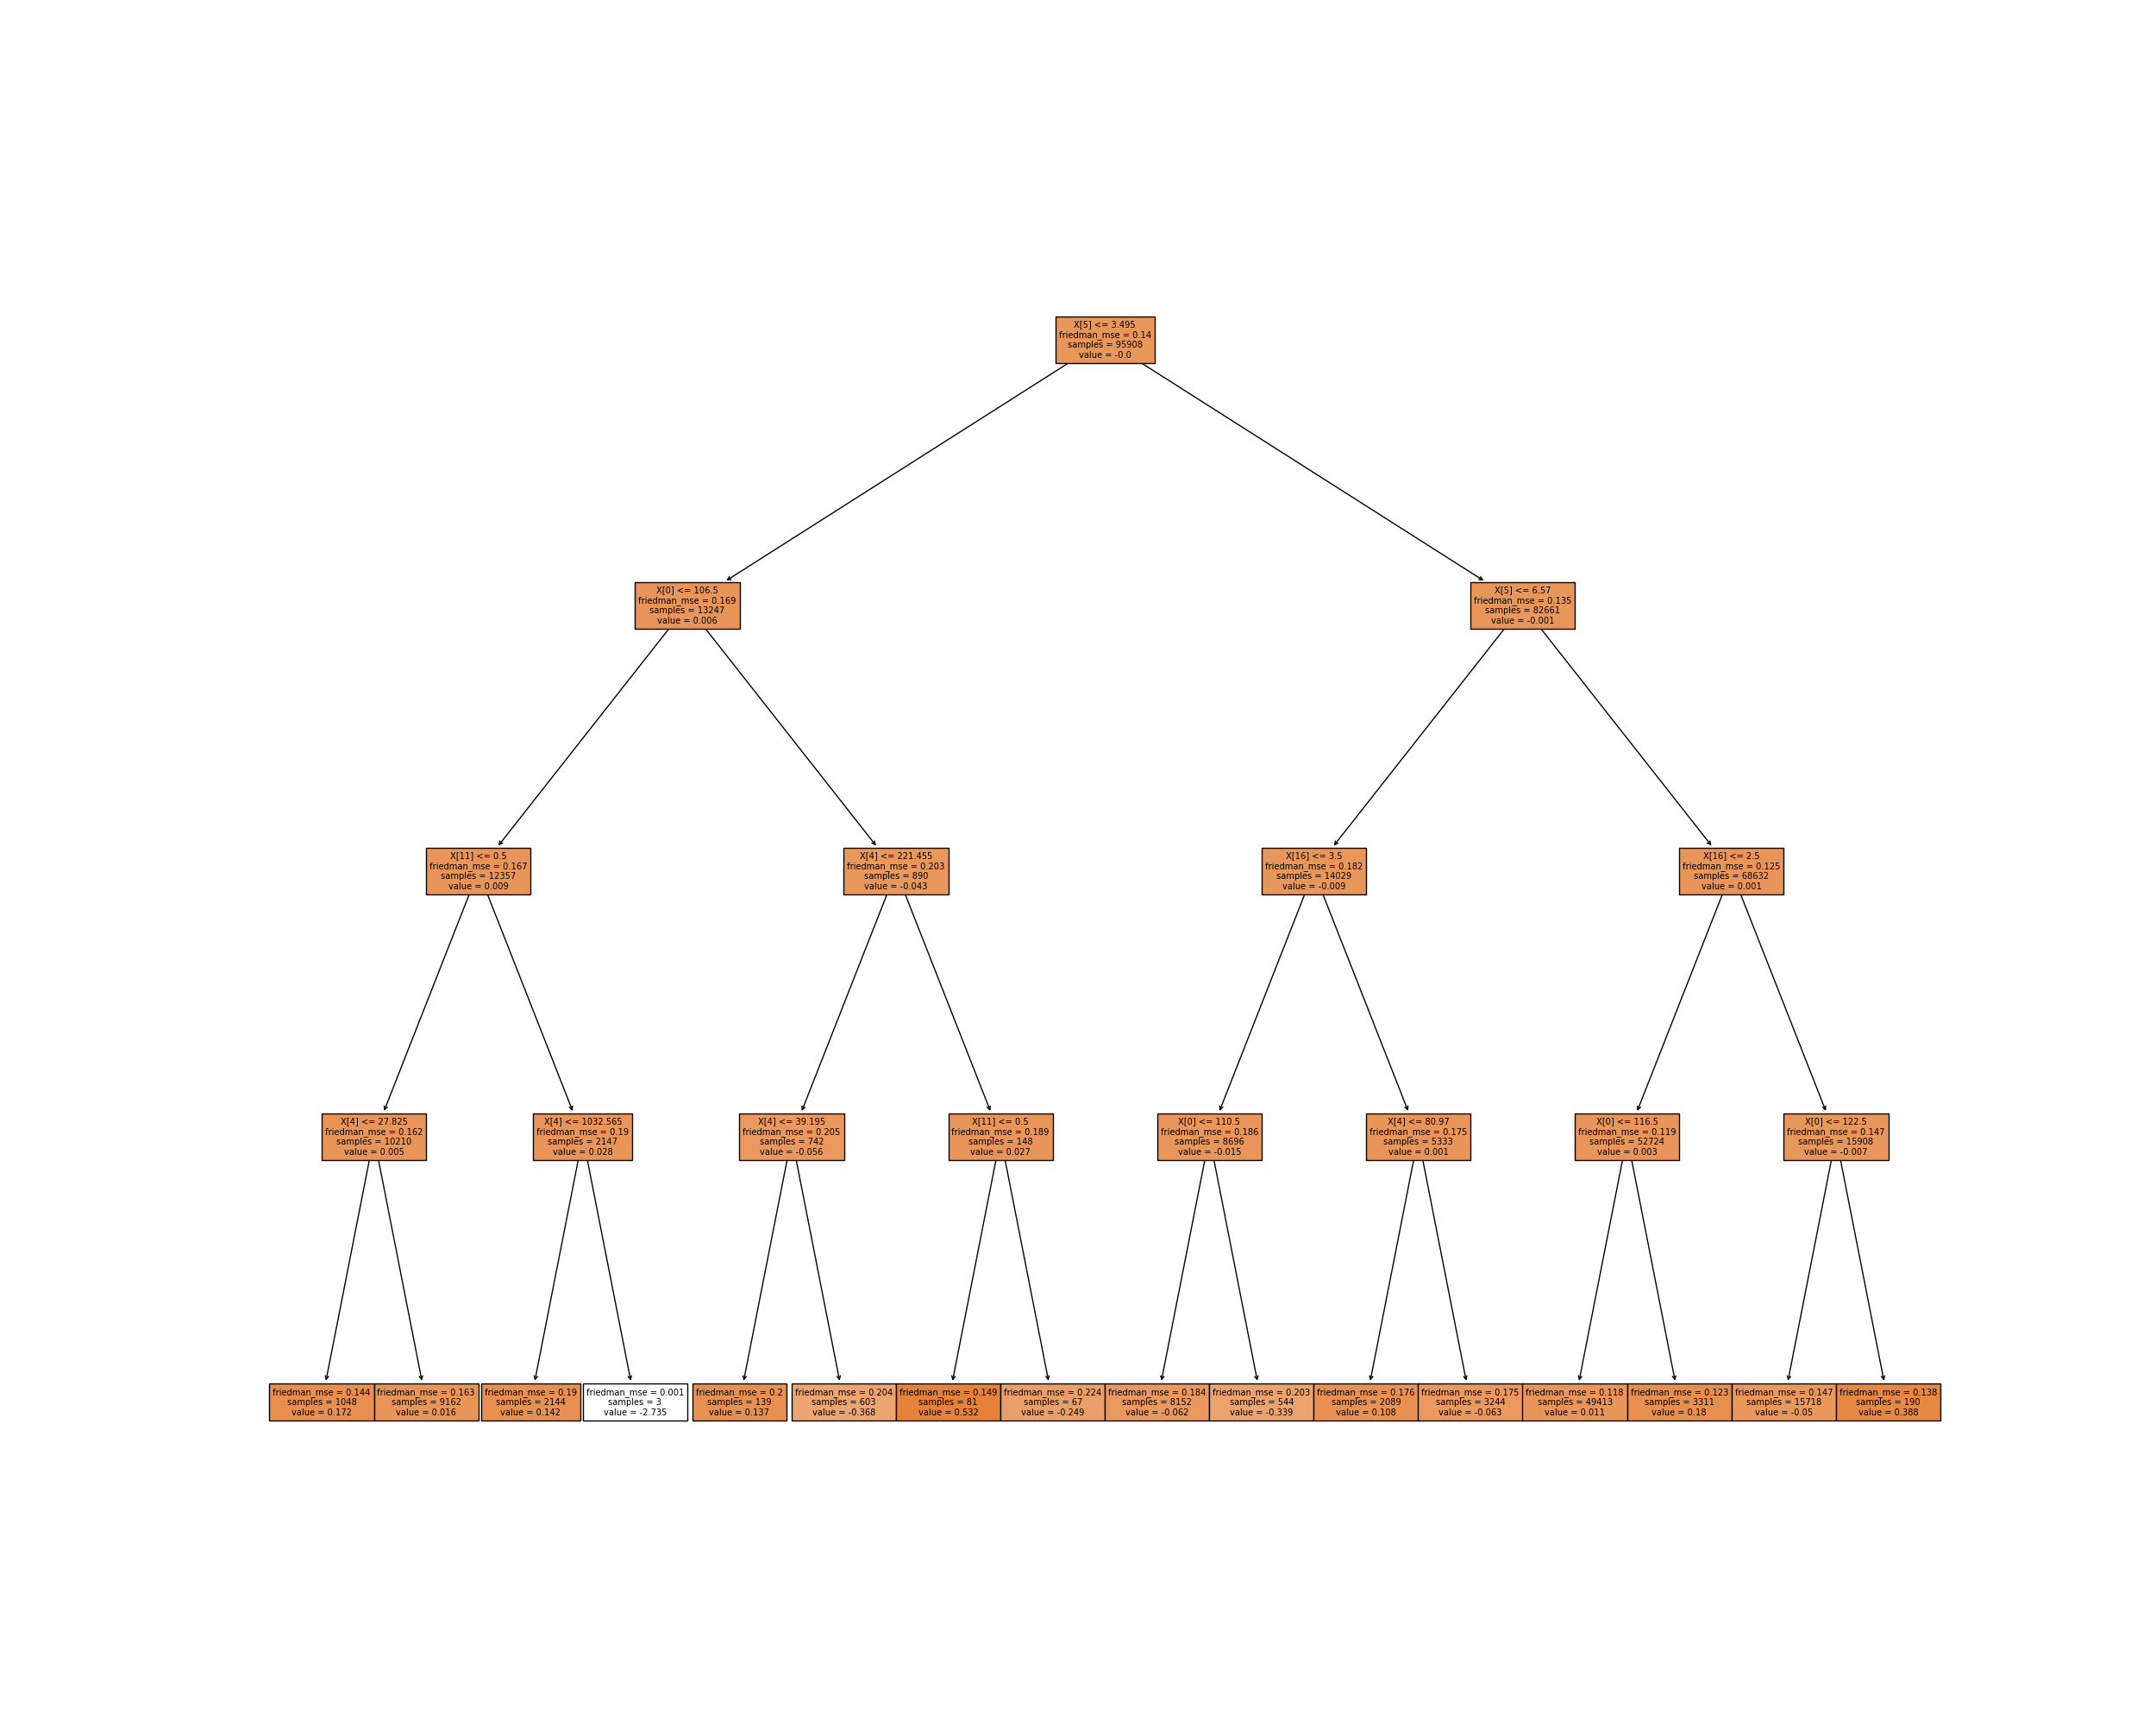 X[5] <= 3.495
friedman_mse = 0.14
samples = 95908
value = -0.0
X[0] <= 106.5
friedman_mse = 0.169
samples = 13247
value = 0.006
X[5] <= 6.57
friedman_mse = 0.135
samples = 82661
value = -0.001
X[11] <= 0.5
friedman_mse = 0.167
samples = 12357
value = 0.009
X[4] <= 221.455
friedman_mse = 0.203
samples = 890
value = -0.043
X[16] <= 3.5
friedman_mse = 0.182
samples = 14029
value = -0.009
X[16] <= 2.5
friedman_mse = 0.125
samples = 68632
value = 0.001
X[4] <= 27.825
friedman_mse = 0.162
samples = 10210
value = 0.005
X[4] <= 1032.565
friedman_mse = 0.19
samples = 2147
value = 0.028
X[4] <= 39.195
friedman_mse = 0.205
samples = 742
value = -0.056
X[11] <= 0.5
friedman_mse = 0.189
samples = 148
value = 0.027
X[0] <= 110.5
friedman_mse = 0.186
samples = 8696
value = -0.015
X[4] <= 80.97
friedman_mse = 0.175
samples = 5333
value = 0.001
X[0] <= 116.5
friedman_mse = 0.119
samples = 52724
value = 0.003
X[0] <= 122.5
friedman_mse = 0.147
samples = 15908
value = -0.007
friedman_mse = 0.144
samples = 1048
value = 0.172
friedman_mse = 0.163
samples = 9162
value = 0.016
friedman_mse = 0.19
samples = 2144
value = 0.142
friedman_mse = 0.001
samples = 3
value = -2.735
friedman_mse = 0.2
samples = 139
value = 0.137
friedman_mse = 0.204
samples = 603
value = -0.368
friedman_mse = 0.149
samples = 81
value = 0.532
friedman_mse = 0.224
samples = 67
value = -0.249
friedman_mse = 0.184
samples = 8152
value = -0.062
friedman_mse = 0.203
samples = 544
value = -0.339
friedman_mse = 0.176
samples = 2089
value = 0.108
friedman_mse = 0.175
samples = 3244
value = -0.063
friedman_mse = 0.118
samples = 49413
value = 0.011
friedman_mse = 0.123
samples = 3311
value = 0.18
friedman_mse = 0.147
samples = 15718
value = -0.05
friedman_mse = 0.138
samples = 190
value = 0.388